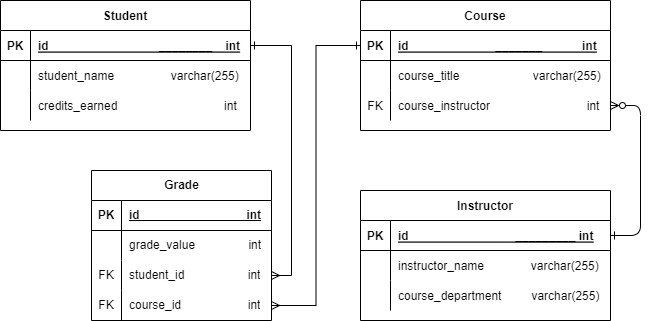 Student
PK id int
student_name varchar(255)
credits_earned int
Course
PK id int
course_title varchar(255)
FK course_instructor int
Grade
PK id int
grade_value int
FK student_id int
FK course_id int
Instructor
PK id int
instructor_name varchar(255)
course_department varchar(255)